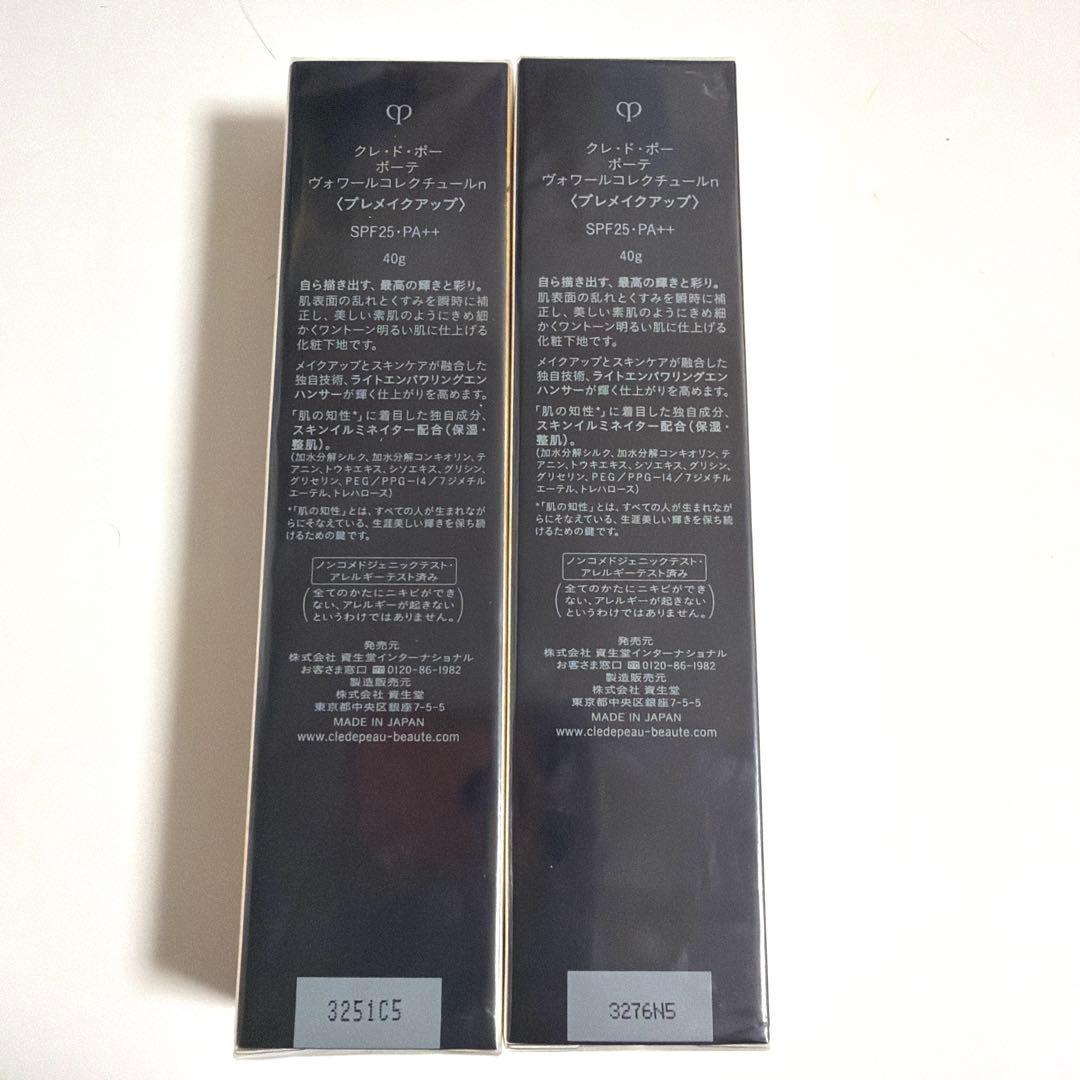 クレ・ド・ポー
ボーテ
ヴォワールコレクチュールn
〈プレメイクアップ〉
SPF25・PA++
40g
自ら描き出す、最高の輝きと彩り。
肌表面の乱れとくすみを瞬時に補
正し、美しい素肌のようにきめ細
かくワントーン明るい肌に仕上げる
化粧下地です。
メイクアップとスキンケアが融合した
独自技術、ライトエンパワリングエン
ハンサーが輝く仕上がりを高めます。
「肌の知性*」に着目した独自成分、
スキンイルミネイター配合(保湿・
整肌)。
(加水分解シルク、加水分解コンキオリン、テ
アニン、トウキエキス、シソエキス、グリシン、
グリセリン、PEG/PPG-14/7ジメチル
エーテル、トレハロース)
*「肌の知性」とは、すべての人が生まれなが
らにそなえている、生涯美しい輝きを保ち続
けるための鍵です。
ノンコメドジェニックテスト・
アレルギーテスト済み
(全てのかたにニキビができ
ない、アレルギーが起きない
というわけではありません。)
発売元
株式会社 資生堂インターナショナル
お客さま窓口 0120-86-1982
製造販売元
株式会社 資生堂
東京都中央区銀座7-5-5
MADE IN JAPAN
www.cledepeau-beaute.com
3251C5
クレ・ド・ポー
ボーテ
ヴォワールコレクチュールn
〈プレメイクアップ〉
SPF25・PA++
40g
自ら描き出す、最高の輝きと彩り。
肌表面の乱れとくすみを瞬時に補
正し、美しい素肌のようにきめ細
かくワントーン明るい肌に仕上げる
化粧下地です。
メイクアップとスキンケアが融合した
独自技術、ライトエンパワリングエン
ハンサーが輝く仕上がりを高めます。
「肌の知性*」に着目した独自成分、
スキンイルミネイター配合(保湿・
整肌)。
(加水分解シルク、加水分解コンキオリン、テ
アニン、トウキエキス、シソエキス、グリシン、
グリセリン、PEG/PPG-14/7ジメチル
エーテル、トレハロース)
*「肌の知性」とは、すべての人が生まれなが
らにそなえている、生涯美しい輝きを保ち続
けるための鍵です。
ノンコメドジェニックテスト・
アレルギーテスト済み
(全てのかたにニキビができ
ない、アレルギーが起きない
というわけではありません。)
発売元
株式会社 資生堂インターナショナル
お客さま窓口 0120-86-1982
製造販売元
株式会社 資生堂
東京都中央区銀座7-5-5
MADE IN JAPAN
www.cledepeau-beaute.com
3276N5